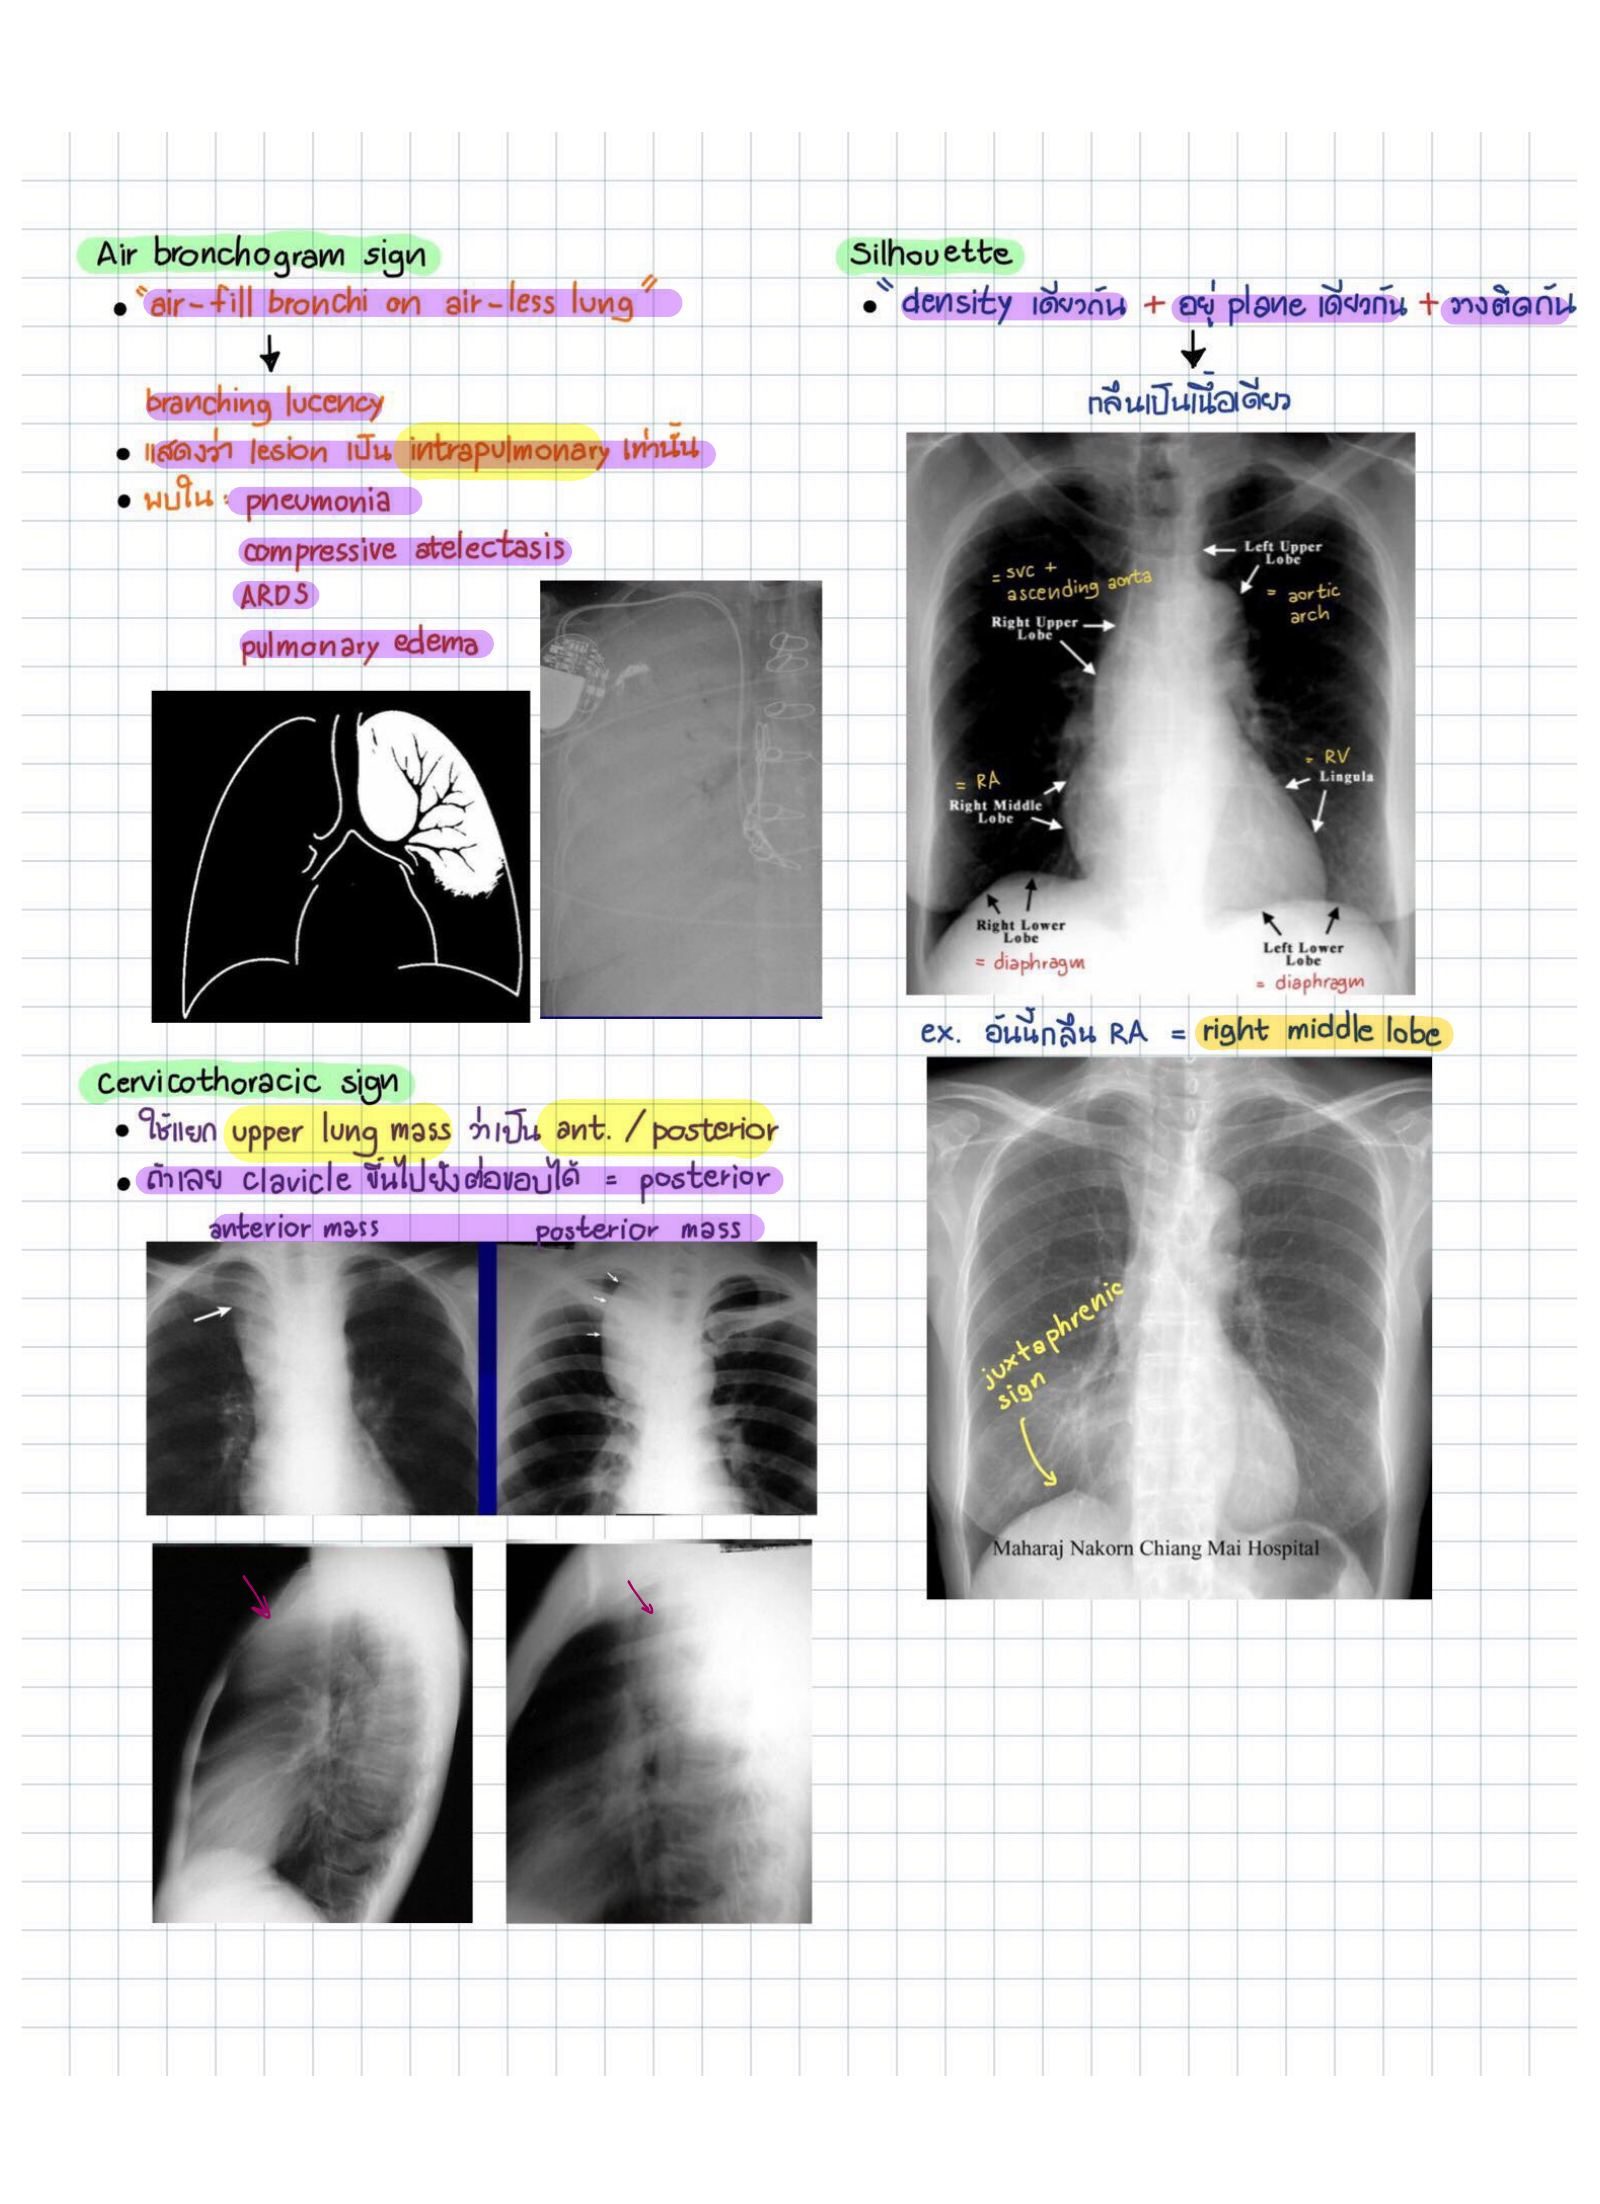 Air bronchogram sign
• "air-fill bronchi on air-less lung"
↓
branching lucency
• แสดงว่า lesion เป็น intrapulmonary เท่านั้น
• พบใน : pneumonia
compressive atelectasis
ARDS
pulmonary edema
Cervicothoracic sign
• ใช้แยก upper lung mass ว่าเป็น ant. / posterior
• ถ้าเลย clavicle ขึ้นไปยังต่อขอบได้ = posterior
anterior mass posterior mass
Silhouette
• " density เดียวกัน + อยู่ plane เดียวกัน + วางติดกัน
↓
กลืนเป็นเนื้อเดียว
Left Upper
Lobe
= aortic
arch
= SVC +
ascending aorta
Right Upper
Lobe
= RV
Lingula
= RA
Right Middle
Lobe
Right Lower
Lobe
= diaphragm
Left Lower
Lobe
= diaphragm
ex. อันนี้กลืน RA = right middle lobe
juxtaphrenic
sign
Maharaj Nakorn Chiang Mai Hospital